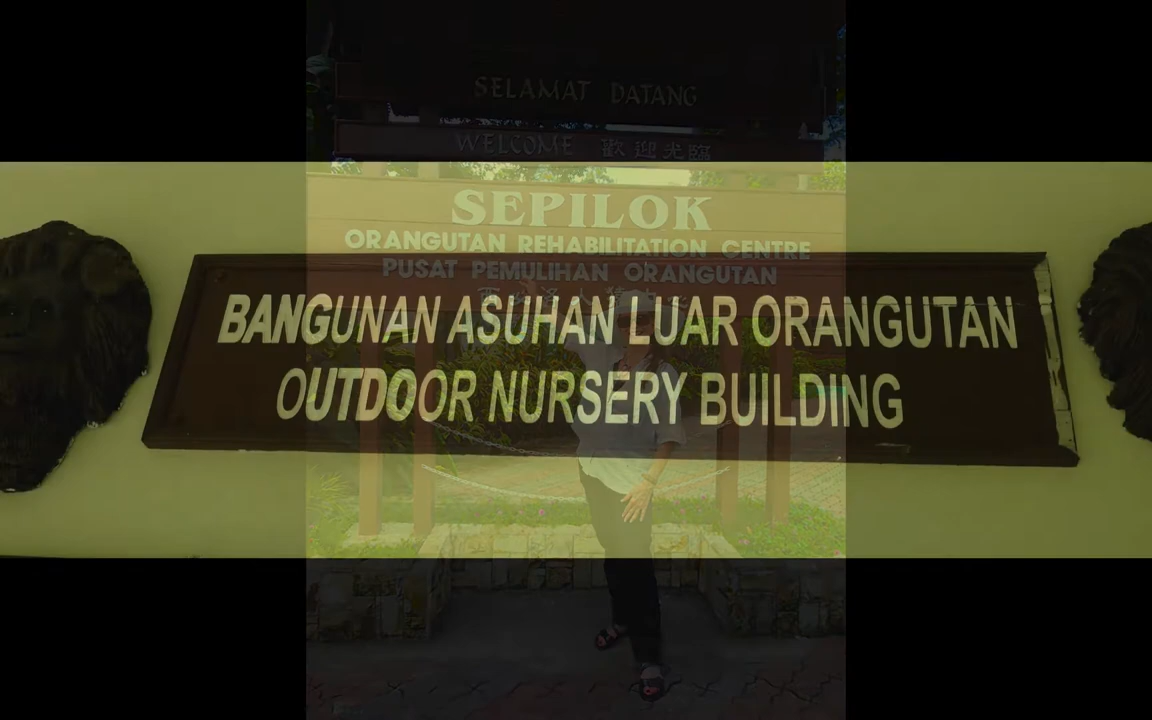 SELAMAT DATANG
WELCOME 歡迎光臨
SEPILOK
ORANGUTAN REHABILITATION CENTRE
PUSAT PEMULIHAN ORANGUTAN
BANGUNAN ASUHAN LUAR ORANGUTAN
OUTDOOR NURSERY BUILDING